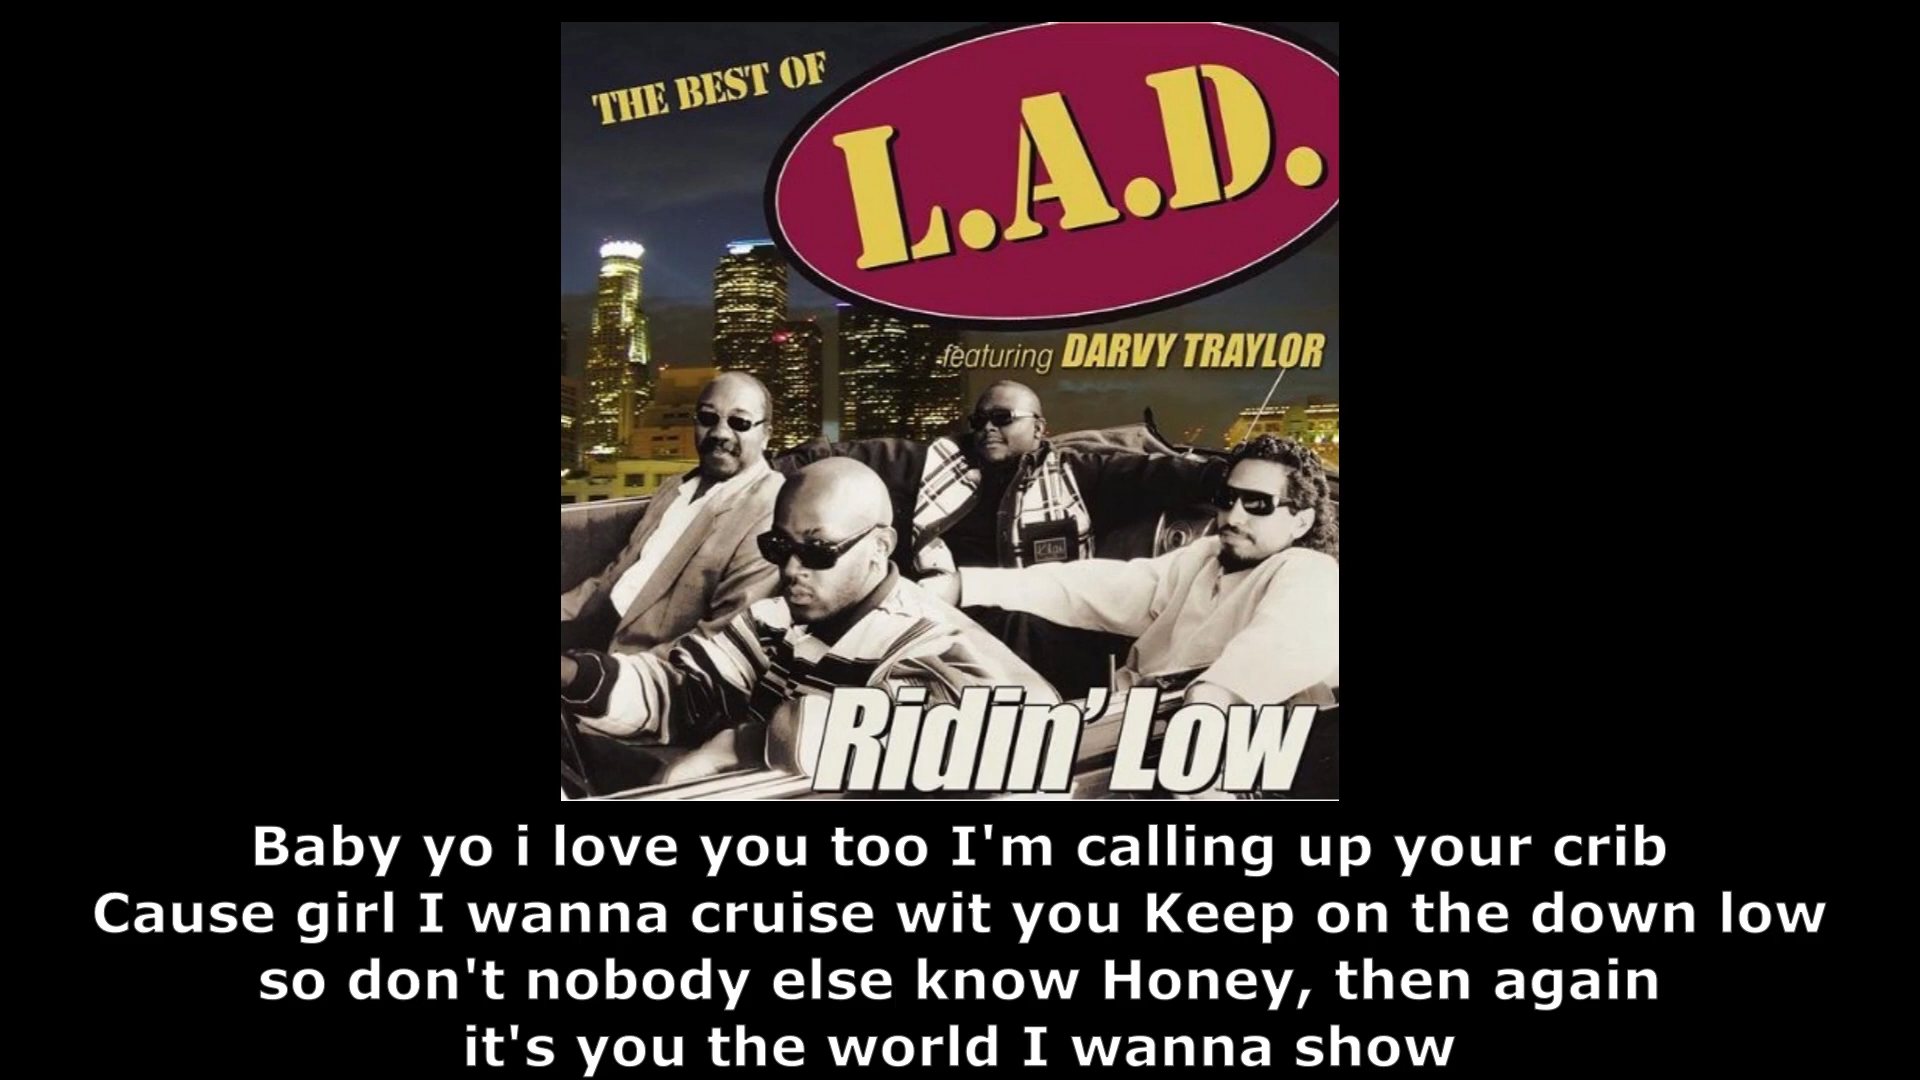 THE BEST OF
L.A.D.
featuring DARVY TRAYLOR
Ridin' Low
Baby yo i love you too I'm calling up your crib
Cause girl I wanna cruise wit you Keep on the down low
so don't nobody else know Honey, then again
it's you the world I wanna show